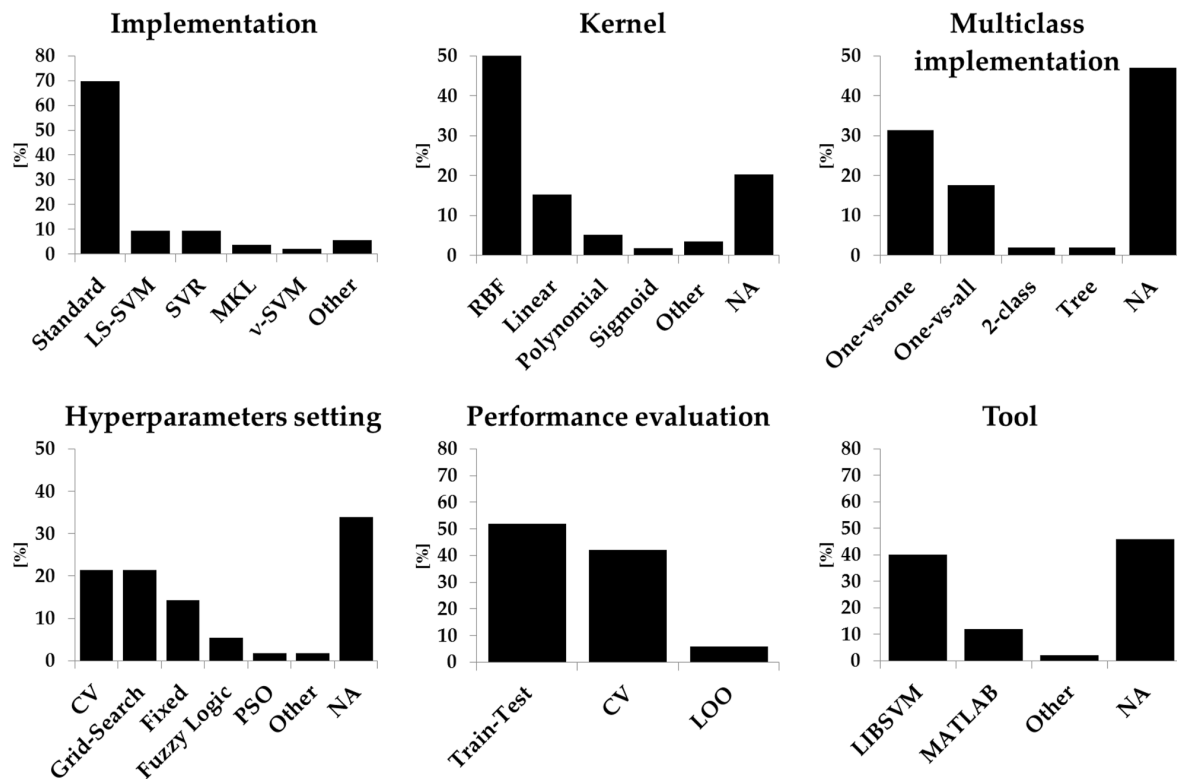 Implementation
80
70
60
50
40
30
20
10
0
[%]
Standard
LS-SVM
SVR
MKL
ν-SVM
Other
Kernel
50
40
30
20
10
0
[%]
RBF
Linear
Polynomial
Sigmoid
Other
NA
Multiclass
implementation
50
40
30
20
10
0
[%]
One-vs-one
One-vs-all
2-class
Tree
NA
Hyperparameters setting
50
40
30
20
10
0
[%]
CV
Grid-Search
Fixed
Fuzzy Logic
PSO
Other
NA
Performance evaluation
80
70
60
50
40
30
20
10
0
[%]
Train-Test
CV
LOO
Tool
80
70
60
50
40
30
20
10
0
[%]
LIBSVM
MATLAB
Other
NA